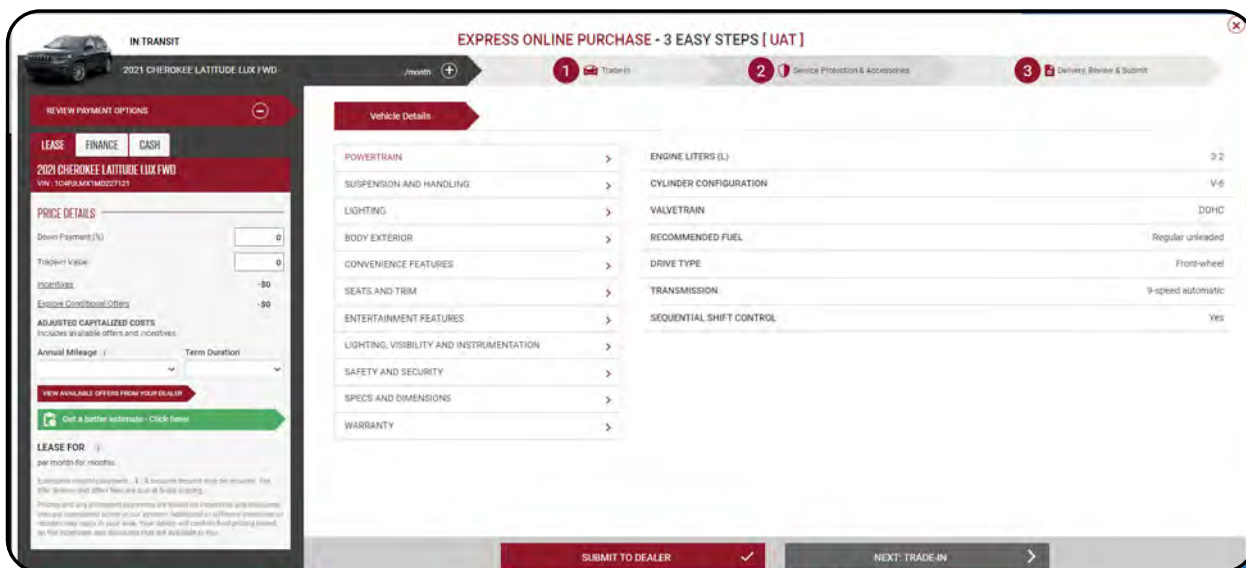 IN TRANSIT
EXPRESS ONLINE PURCHASE - 3 EASY STEPS [ UAT ]
2021 CHEROKEE LATITUDE LUX FWD
/month
1 Trade-In
2 Service Protection & Accessories
3 Delivery, Review & Submit
REVIEW PAYMENT OPTIONS
LEASE FINANCE CASH
2021 CHEROKEE LATITUDE LUX FWD
VIN : 1C4PJLMX1MD227121
PRICE DETAILS
Down Payment (%) 0
Trade-in Value 0
Incentives -$0
Explore Conditional Offers -$0
ADJUSTED CAPITALIZED COSTS
Includes available offers and incentives.
Annual Mileage i Term Duration
VIEW AVAILABLE OFFERS FROM YOUR DEALER
Get a better estimate - Click here!
LEASE FOR i
per month for months.
Vehicle Details
POWERTRAIN
SUSPENSION AND HANDLING
LIGHTING
BODY EXTERIOR
CONVENIENCE FEATURES
SEATS AND TRIM
ENTERTAINMENT FEATURES
LIGHTING, VISIBILITY AND INSTRUMENTATION
SAFETY AND SECURITY
SPECS AND DIMENSIONS
WARRANTY
ENGINE LITERS (L) 3.2
CYLINDER CONFIGURATION V-6
VALVETRAIN DOHC
RECOMMENDED FUEL Regular unleaded
DRIVE TYPE Front-wheel
TRANSMISSION 9-speed automatic
SEQUENTIAL SHIFT CONTROL Yes
SUBMIT TO DEALER
NEXT: TRADE-IN